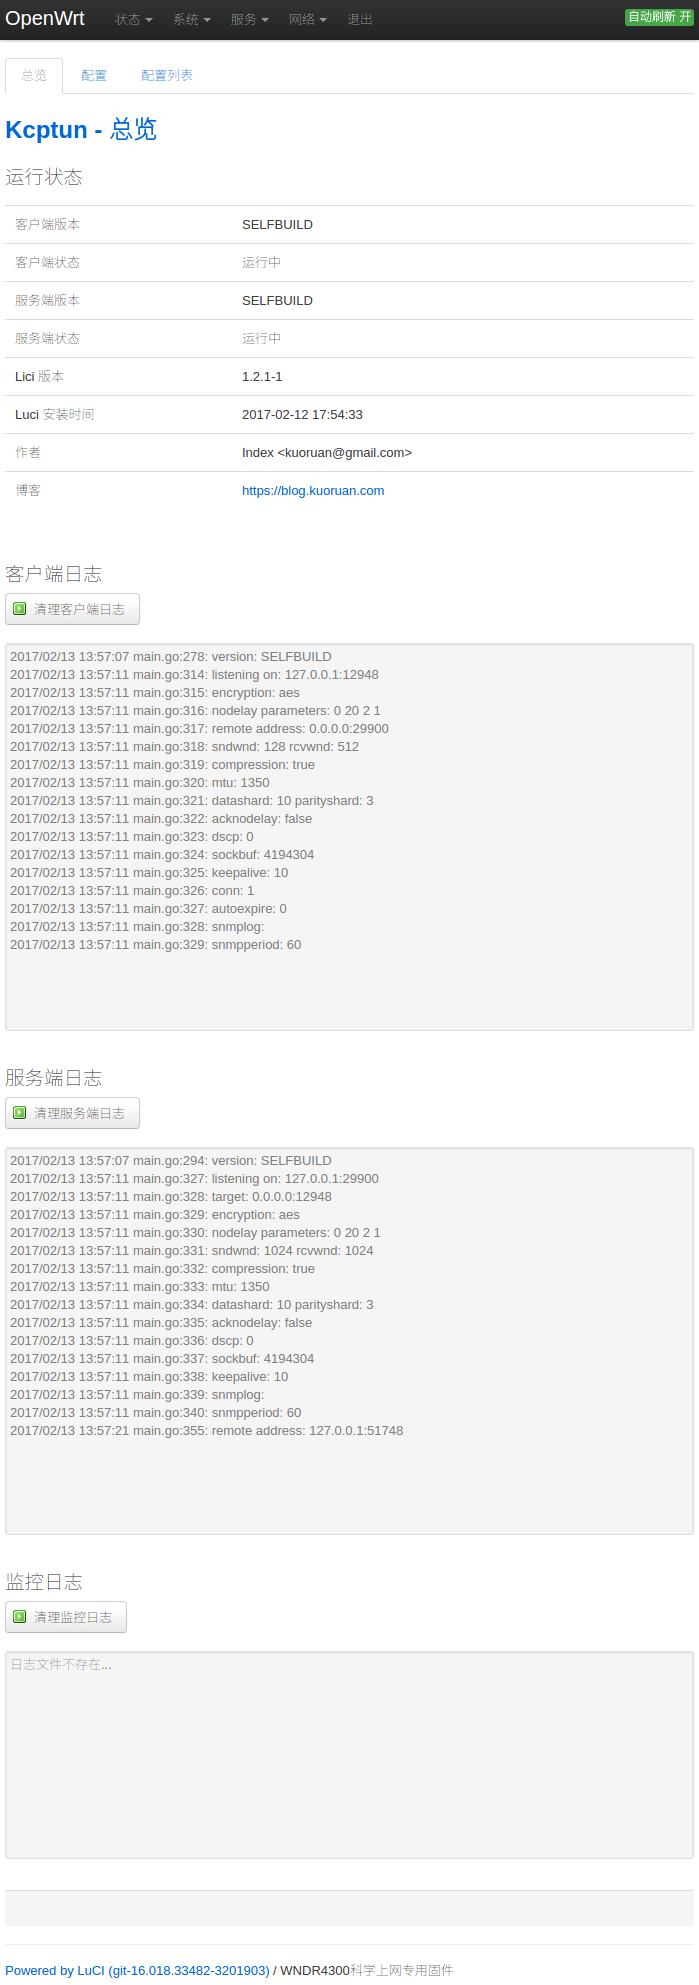 OpenWrt 状态 系统 服务 网络 退出 自动刷新 开
总览 配置 配置列表
Kcptun - 总览
运行状态
客户端版本 SELFBUILD
客户端状态 运行中
服务端版本 SELFBUILD
服务端状态 运行中
Lici 版本 1.2.1-1
Luci 安装时间 2017-02-12 17:54:33
作者 Index <kuoruan@gmail.com>
博客 https://blog.kuoruan.com
客户端日志
清理客户端日志
2017/02/13 13:57:07 main.go:278: version: SELFBUILD
2017/02/13 13:57:11 main.go:314: listening on: 127.0.0.1:12948
2017/02/13 13:57:11 main.go:315: encryption: aes
2017/02/13 13:57:11 main.go:316: nodelay parameters: 0 20 2 1
2017/02/13 13:57:11 main.go:317: remote address: 0.0.0.0:29900
2017/02/13 13:57:11 main.go:318: sndwnd: 128 rcvwnd: 512
2017/02/13 13:57:11 main.go:319: compression: true
2017/02/13 13:57:11 main.go:320: mtu: 1350
2017/02/13 13:57:11 main.go:321: datashard: 10 parityshard: 3
2017/02/13 13:57:11 main.go:322: acknodelay: false
2017/02/13 13:57:11 main.go:323: dscp: 0
2017/02/13 13:57:11 main.go:324: sockbuf: 4194304
2017/02/13 13:57:11 main.go:325: keepalive: 10
2017/02/13 13:57:11 main.go:326: conn: 1
2017/02/13 13:57:11 main.go:327: autoexpire: 0
2017/02/13 13:57:11 main.go:328: snmplog:
2017/02/13 13:57:11 main.go:329: snmpperiod: 60
服务端日志
清理服务端日志
2017/02/13 13:57:07 main.go:294: version: SELFBUILD
2017/02/13 13:57:11 main.go:327: listening on: 127.0.0.1:29900
2017/02/13 13:57:11 main.go:328: target: 0.0.0.0:12948
2017/02/13 13:57:11 main.go:329: encryption: aes
2017/02/13 13:57:11 main.go:330: nodelay parameters: 0 20 2 1
2017/02/13 13:57:11 main.go:331: sndwnd: 1024 rcvwnd: 1024
2017/02/13 13:57:11 main.go:332: compression: true
2017/02/13 13:57:11 main.go:333: mtu: 1350
2017/02/13 13:57:11 main.go:334: datashard: 10 parityshard: 3
2017/02/13 13:57:11 main.go:335: acknodelay: false
2017/02/13 13:57:11 main.go:336: dscp: 0
2017/02/13 13:57:11 main.go:337: sockbuf: 4194304
2017/02/13 13:57:11 main.go:338: keepalive: 10
2017/02/13 13:57:11 main.go:339: snmplog:
2017/02/13 13:57:11 main.go:340: snmpperiod: 60
2017/02/13 13:57:21 main.go:355: remote address: 127.0.0.1:51748
监控日志
清理监控日志
日志文件不存在...
Powered by LuCI (git-16.018.33482-3201903) / WNDR4300科学上网专用固件